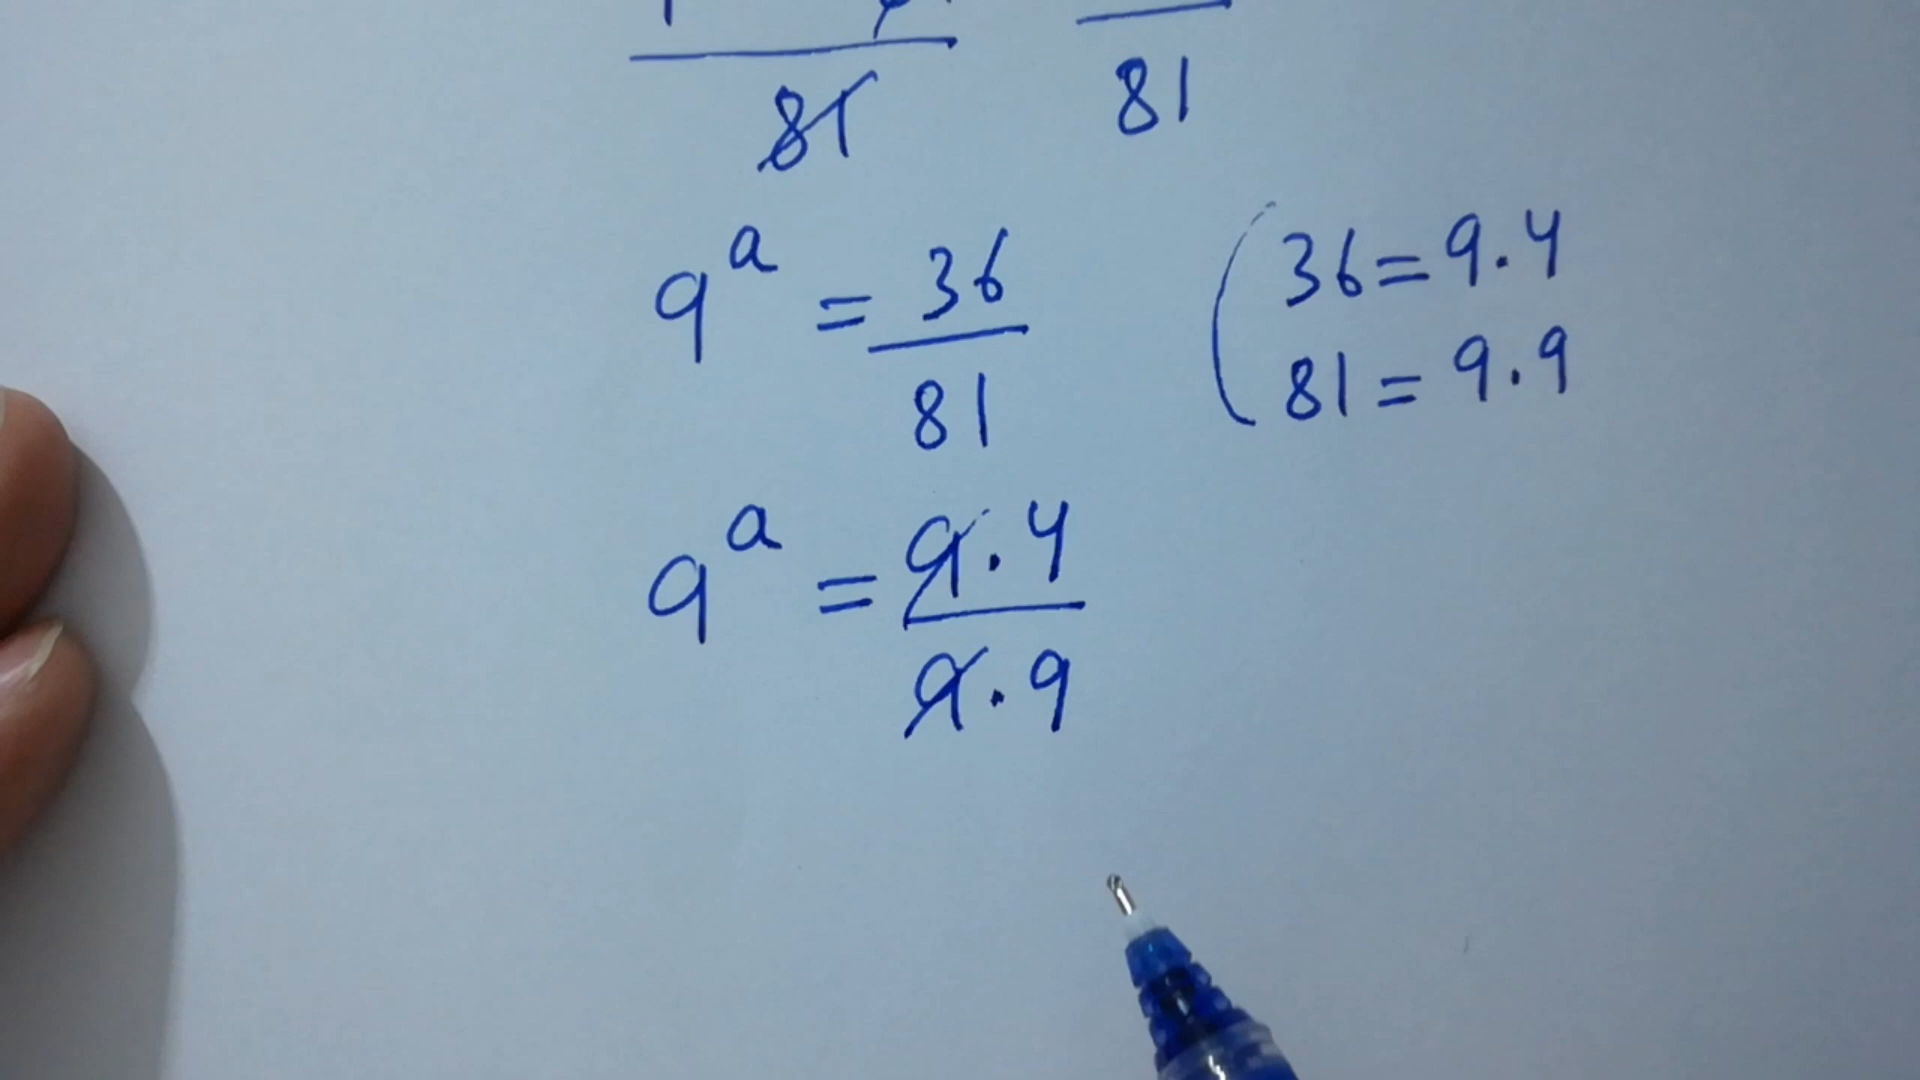 81 81
9^a = 36/81 (36 = 9.4
81 = 9.9
9^a = 9.4/9.9